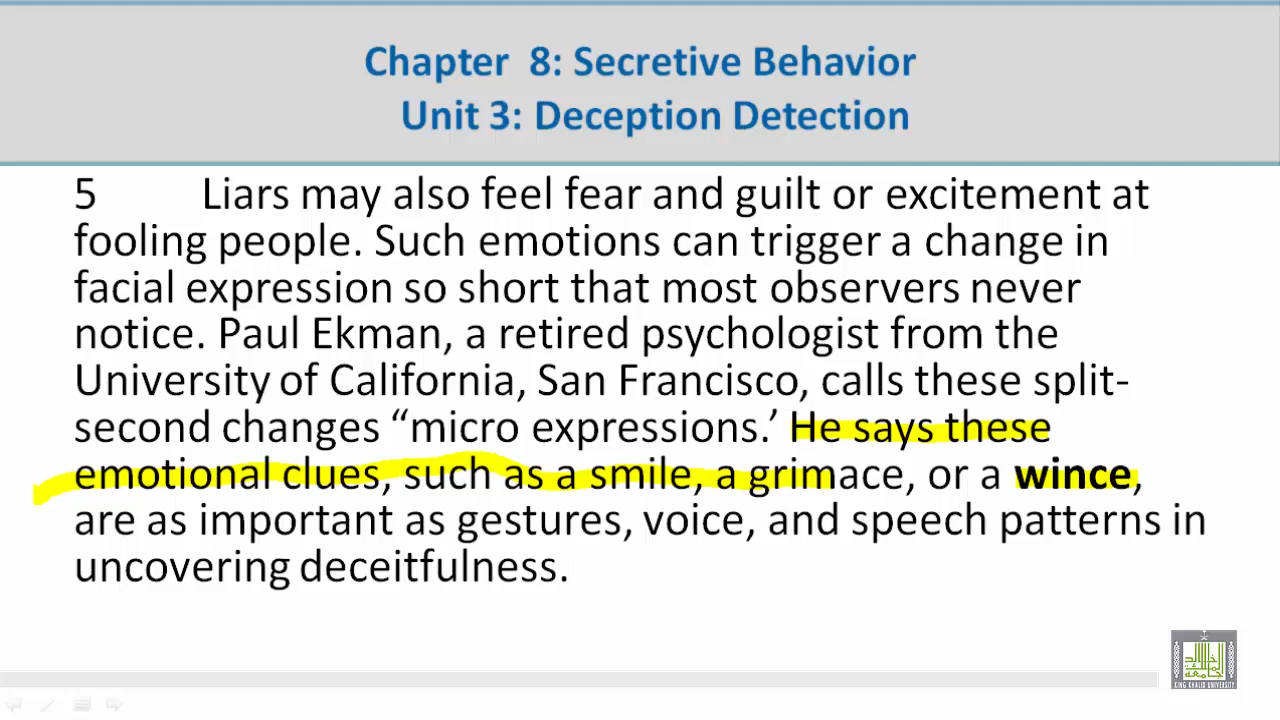 Chapter 8: Secretive Behavior
Unit 3: Deception Detection
5 Liars may also feel fear and guilt or excitement at
fooling people. Such emotions can trigger a change in
facial expression so short that most observers never
notice. Paul Ekman, a retired psychologist from the
University of California, San Francisco, calls these split-
second changes “micro expressions.’ He says these
emotional clues, such as a smile, a grimace, or a wince,
are as important as gestures, voice, and speech patterns in
uncovering deceitfulness.
KING KHALID UNIVERSITY